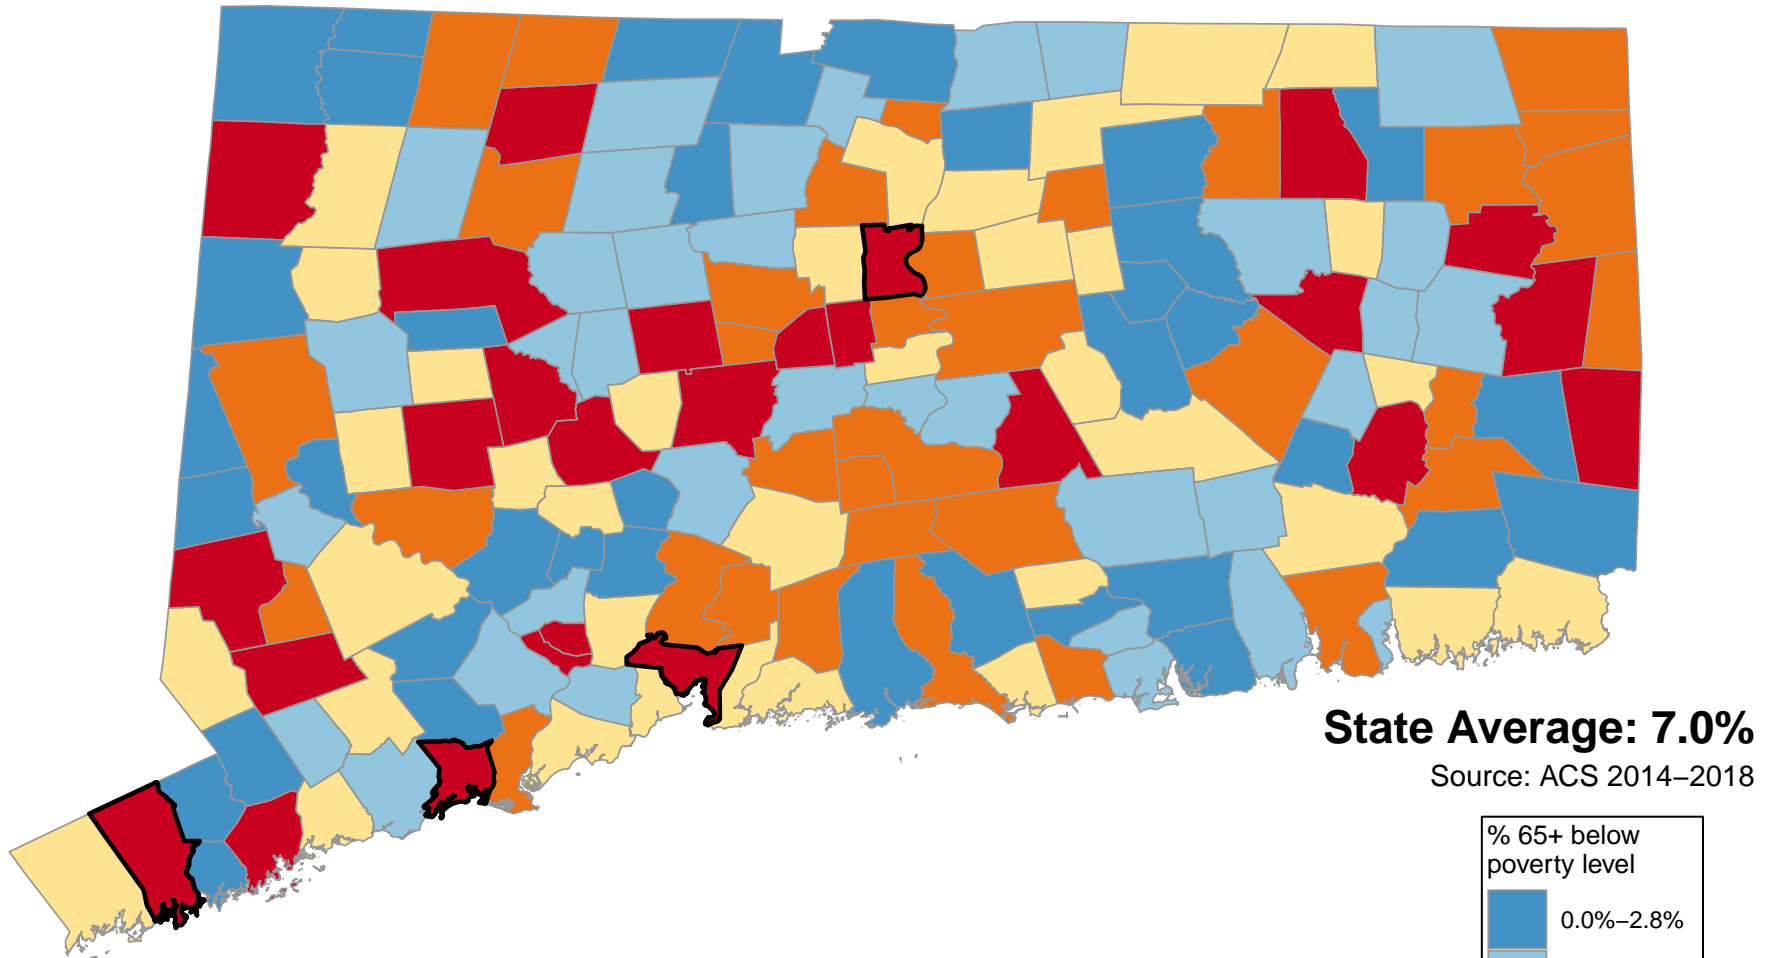 State Average: 7.0%
Source: ACS 2014–2018
% 65+ below
poverty level
0.0%–2.8%